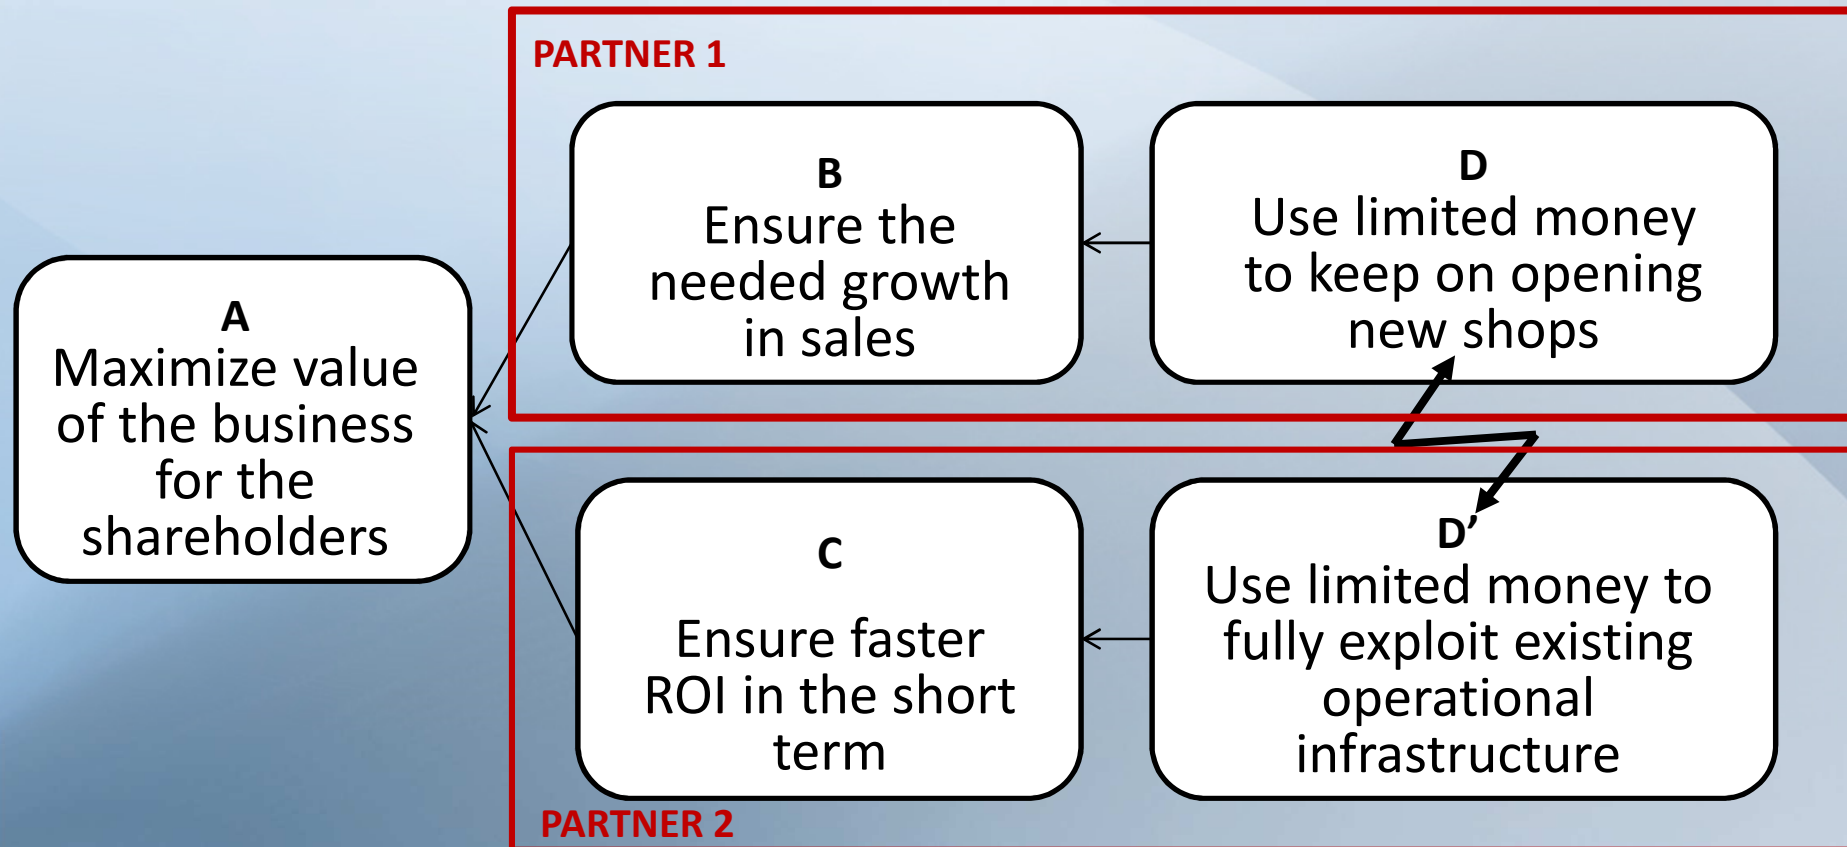 PARTNER 1
B
Ensure the
needed growth
in sales
D
Use limited money
to keep on opening
new shops
A
Maximize value
of the business
for the
shareholders
C
Ensure faster
ROI in the short
term
D’
Use limited money to
fully exploit existing
operational
infrastructure
PARTNER 2